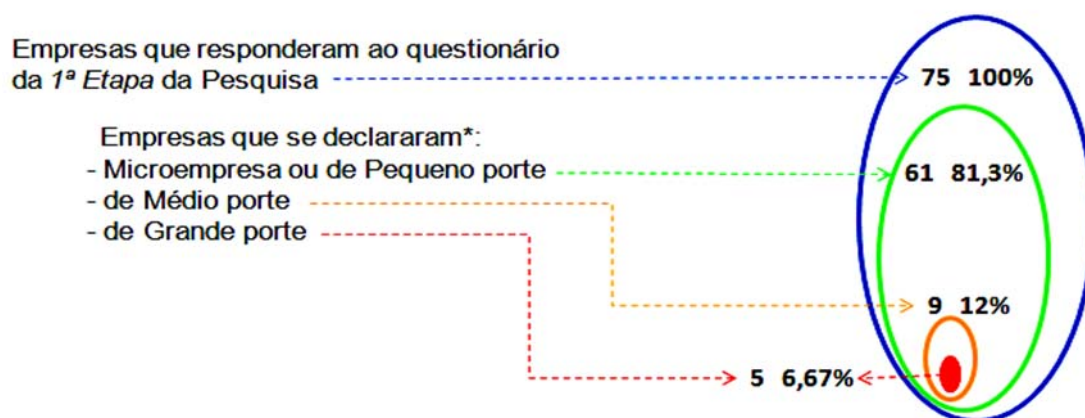 Empresas que responderam ao questionário
da 1ª Etapa da Pesquisa
75 100%
Empresas que se declararam*:
- Microempresa ou de Pequeno porte
61 81,3%
- de Médio porte
- de Grande porte
9 12%
5 6,67%